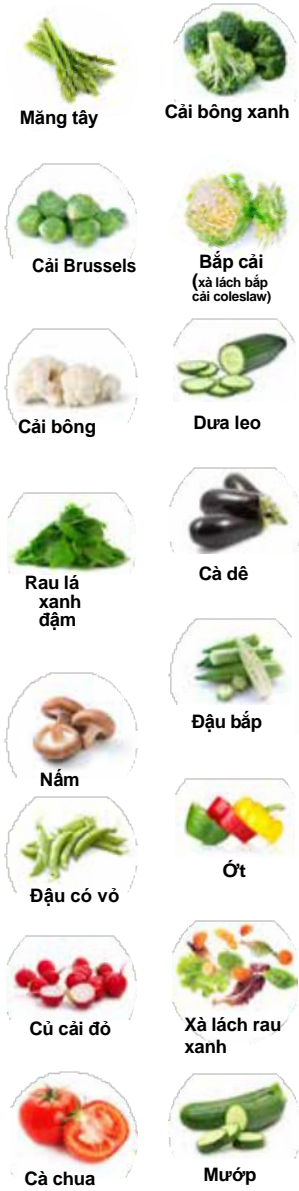 Măng tây
Cải bông xanh
Cải Brussels
Bắp cải
(xà lách bắp
cải coleslaw)
Cải bông
Dưa leo
Rau lá
xanh
đậm
Cà dê
Đậu bắp
Nấm
Ớt
Đậu có vỏ
Củ cải đỏ
Xà lách rau
xanh
Cà chua
Mướp